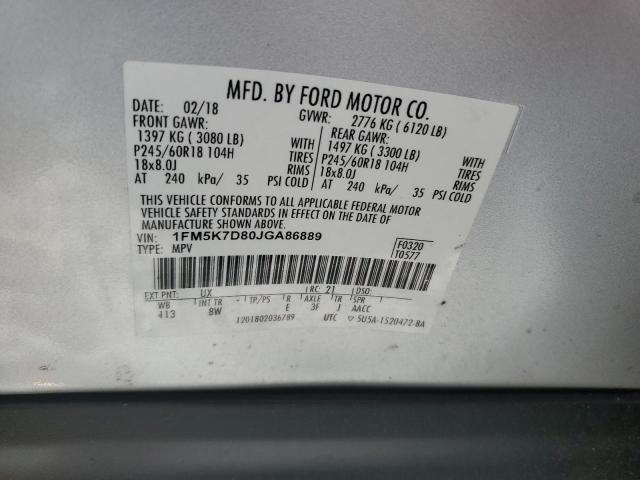 MFD. BY FORD MOTOR CO.
DATE: 02/18 GVWR: 2776 KG ( 6120 LB)
FRONT GAWR: REAR GAWR:
1397 KG ( 3080 LB) WITH 1497 KG ( 3300 LB) WITH
P245/60R18 104H TIRES P245/60R18 104H TIRES
18x8.0J RIMS 18x8.0J RIMS
AT 240 kPa/ 35 PSI COLD AT 240 kPa/ 35 PSI COLD
THIS VEHICLE CONFORMS TO ALL APPLICABLE FEDERAL MOTOR
VEHICLE SAFETY STANDARDS IN EFFECT ON THE DATE OF
MANUFACTURE SHOWN ABOVE.
VIN: 1FM5K7D80JGA86889 F0320
TYPE: MPV T0577
EXT PNT: UX RC: 21 DSO:
WB INT TR TP/PS R AXLE TR SPR
413 8W E 3F J AACC
1201802036789 UTC 5U5A-1520472-BA